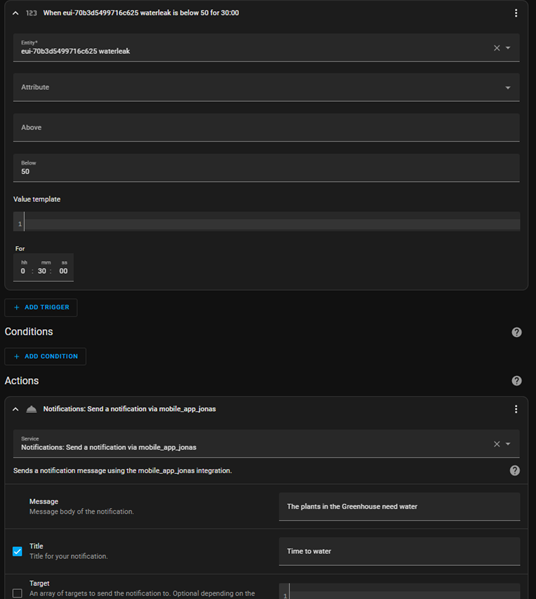 123 When eui-70b3d5499716c625 waterleak is below 50 for 30:00
Entity*
eui-70b3d5499716c625 waterleak
Attribute
Above
Below
50
Value template
1
For
hh mm ss
0 : 30 : 00
+ ADD TRIGGER
Conditions
+ ADD CONDITION
Actions
Notifications: Send a notification via mobile_app_jonas
Service
Notifications: Send a notification via mobile_app_jonas
Sends a notification message using the mobile_app_jonas integration.
Message
Message body of the notification.
The plants in the Greenhouse need water
Title
Title for your notification.
Time to water
Target
An array of targets to send the notification to. Optional depending on the
1